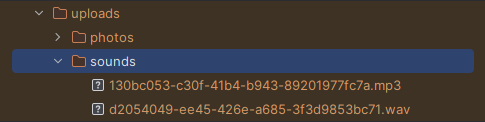 uploads
photos
sounds
130bc053-c30f-41b4-b943-89201977fc7a.mp3
d2054049-ee45-426e-a685-3f3d9853bc71.wav